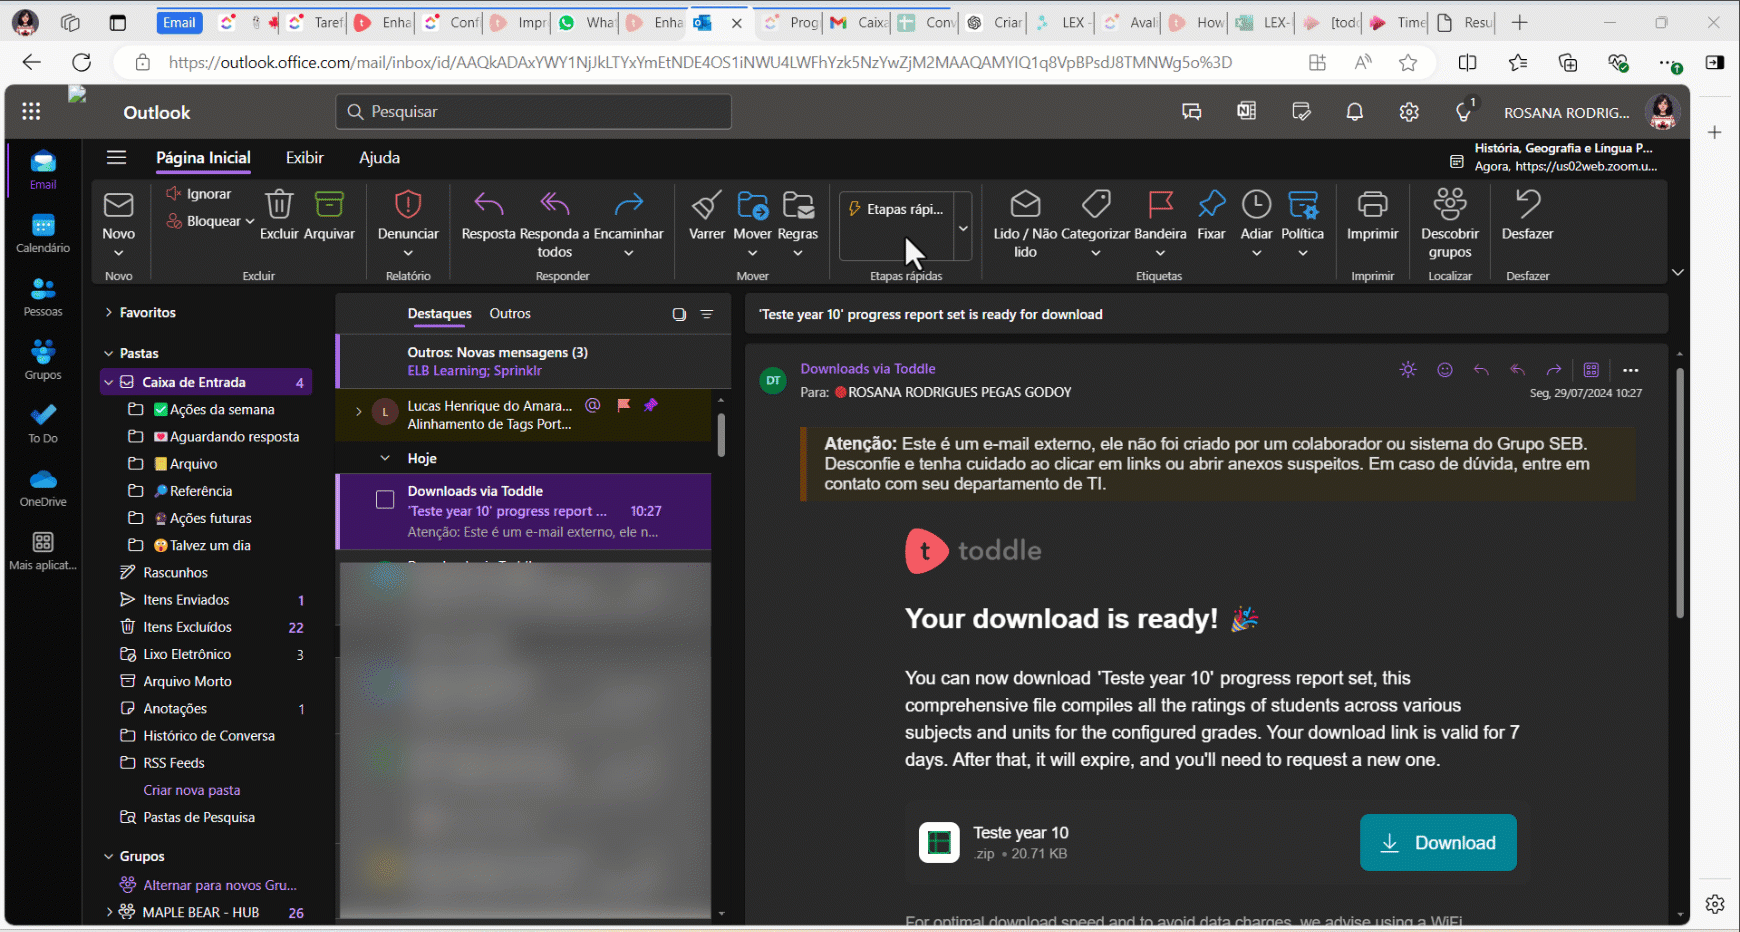 Email
Taref
Enha
Conf
Impr
Wha
Enha
Prog
Caixa
Conv
Criar
LEX -
Avali
How
LEX-
[todd
Time
Resu
https://outlook.office.com/mail/inbox/id/AAQkADAxYWY1NjJkLTYxYmEtNDE4OS1iNWU4LWFhYzk5NzYwZjM2MAAQAMYIQ1q8VpBPsdJ8TMNWg5o%3D
Outlook
Pesquisar
1
ROSANA RODRIG...
Página Inicial
Exibir
Ajuda
História, Geografia e Língua P...
Agora, https://us02web.zoom.u...
Email
Calendário
Pessoas
Grupos
To Do
OneDrive
Mais aplicat...
Novo
Novo
Ignorar
Bloquear
Excluir
Arquivar
Excluir
Denunciar
Relatório
Resposta
Responda a todos
Encaminhar
Responder
Varrer
Mover
Regras
Mover
Etapas rápi...
Etapas rápidas
Lido / Não lido
Categorizar
Bandeira
Fixar
Adiar
Política
Etiquetas
Imprimir
Imprimir
Descobrir grupos
Localizar
Desfazer
Desfazer
Favoritos
Pastas
Caixa de Entrada 4
Ações da semana
Aguardando resposta
Arquivo
Referência
Ações futuras
Talvez um dia
Rascunhos
Itens Enviados 1
Itens Excluídos 22
Lixo Eletrônico 3
Arquivo Morto
Anotações 1
Histórico de Conversa
RSS Feeds
Criar nova pasta
Pastas de Pesquisa
Grupos
Alternar para novos Gru...
MAPLE BEAR - HUB 26
Destaques
Outros
Outros: Novas mensagens (3)
ELB Learning; Sprinklr
L
Lucas Henrique do Amara...
Alinhamento de Tags Port...
Hoje
Downloads via Toddle
'Teste year 10' progress report ... 10:27
Atenção: Este é um e-mail externo, ele n...
'Teste year 10' progress report set is ready for download
DT
Downloads via Toddle
Para: ROSANA RODRIGUES PEGAS GODOY
Seg, 29/07/2024 10:27
Atenção: Este é um e-mail externo, ele não foi criado por um colaborador ou sistema do Grupo SEB.
Desconfie e tenha cuidado ao clicar em links ou abrir anexos suspeitos. Em caso de dúvida, entre em
contato com seu departamento de TI.
t toddle
Your download is ready!
You can now download 'Teste year 10' progress report set, this
comprehensive file compiles all the ratings of students across various
subjects and units for the configured grades. Your download link is valid for 7
days. After that, it will expire, and you'll need to request a new one.
Teste year 10
.zip • 20.71 KB
Download
For optimal download speed and to avoid data charges, we advise using a WiFi